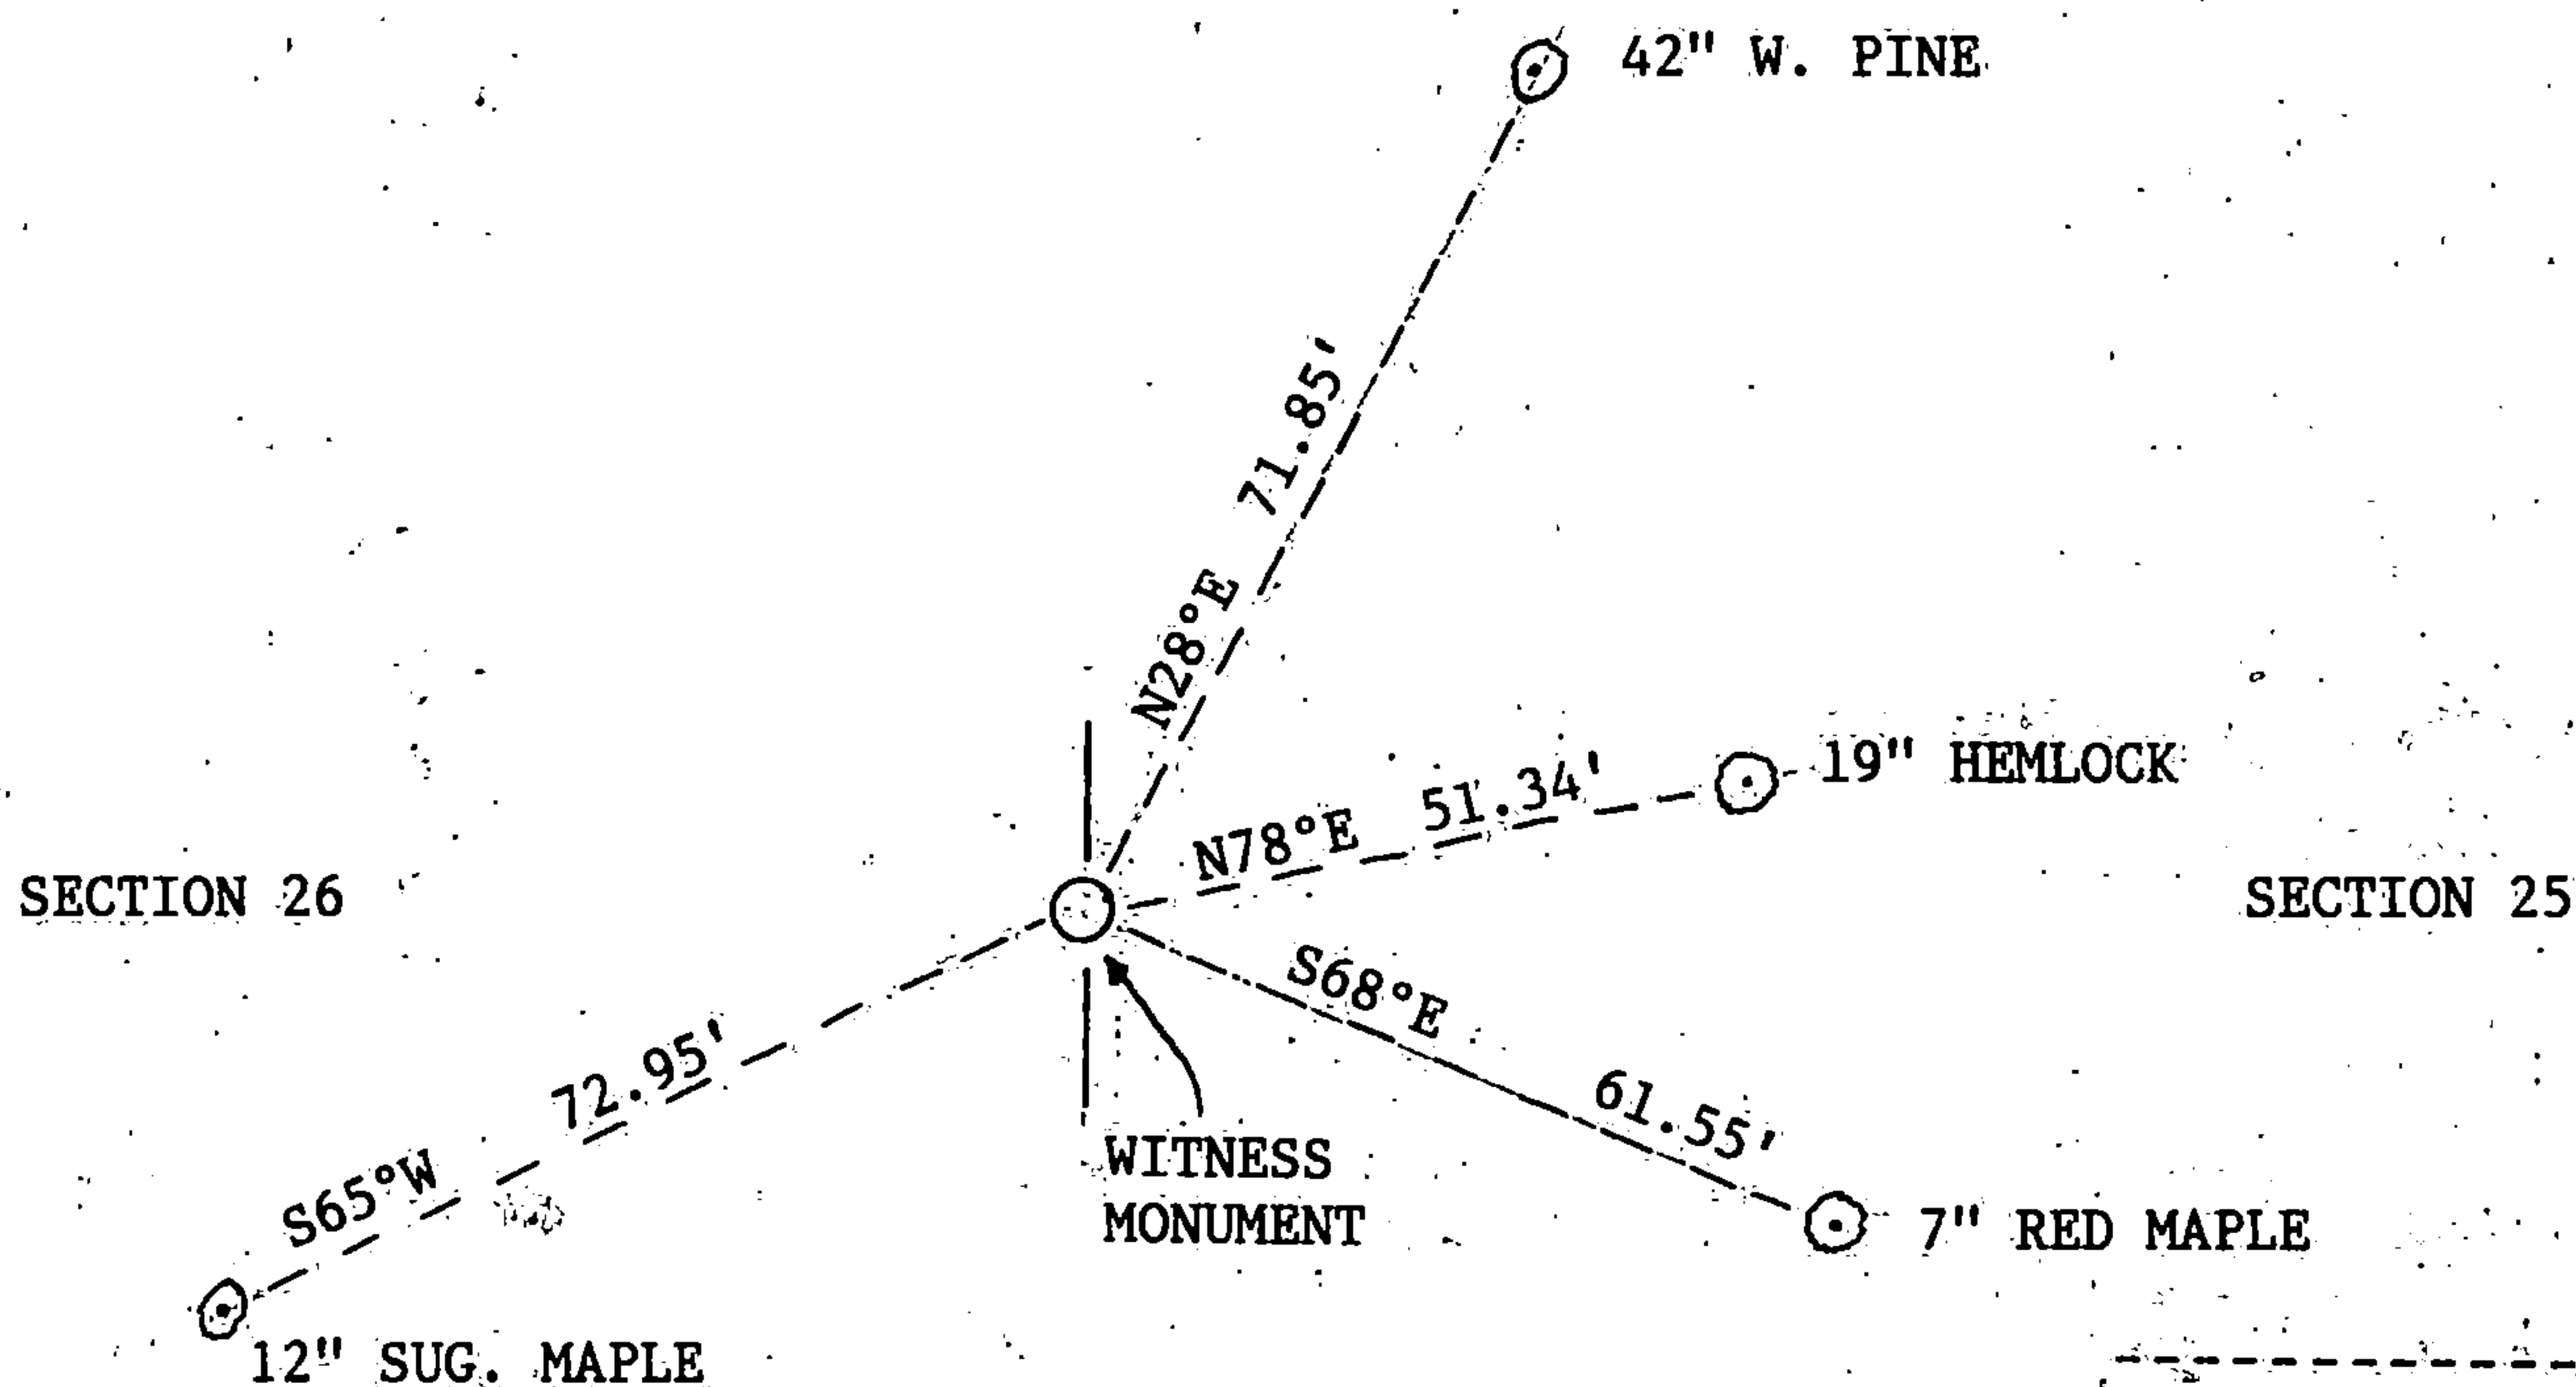 42" W. PINE
N28°E 71.85'
19" HEMLOCK
N78°E 51.34'
SECTION 26
SECTION 25
S68°E 61.55'
S65°W 72.95'
WITNESS
MONUMENT
7" RED MAPLE
12" SUG. MAPLE